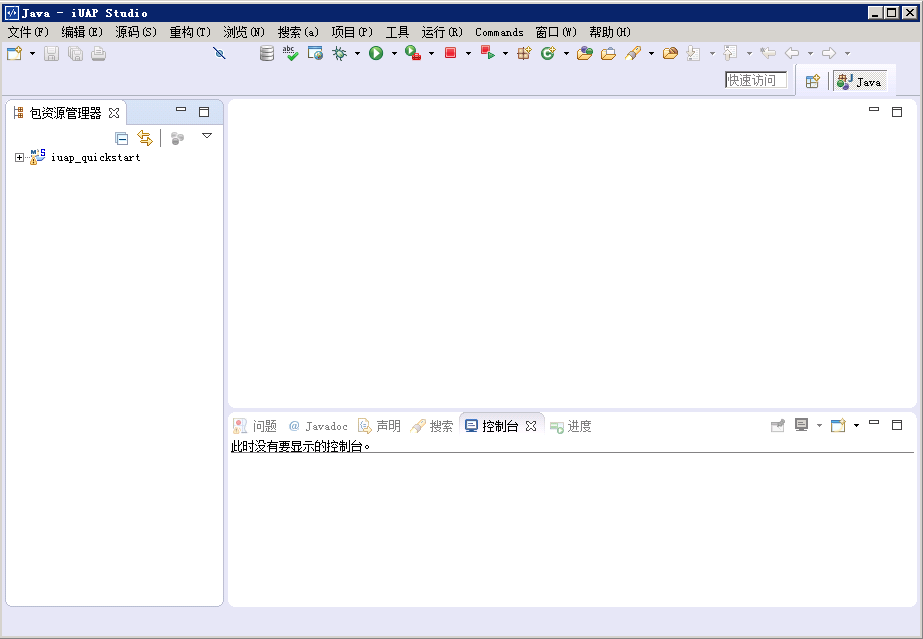 Java - iUAP Studio
文件(F) 编辑(E) 源码(S) 重构(T) 浏览(N) 搜索(a) 项目(P) 工具 运行(R) Commands 窗口(W) 帮助(H)
快速访问 Java
包资源管理器
iuap_quickstart
问题 @ Javadoc 声明 搜索 控制台 进度
此时没有要显示的控制台。